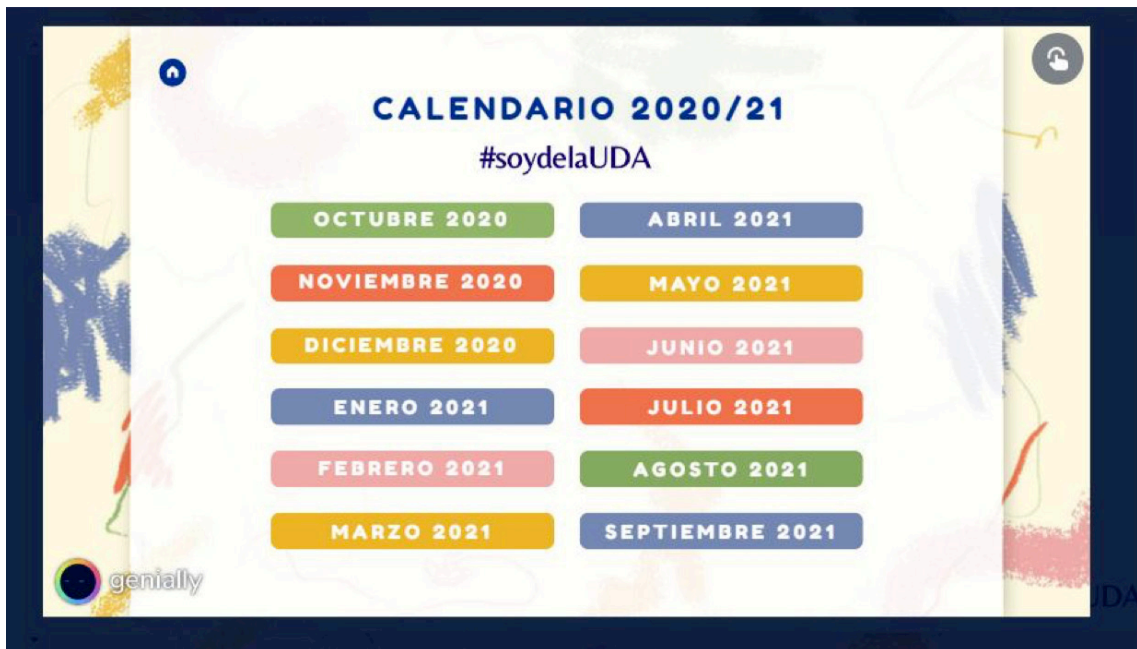 CALENDARIO 2020/21
#soydelaUDA
OCTUBRE 2020
NOVIEMBRE 2020
DICIEMBRE 2020
ENERO 2021
FEBRERO 2021
MARZO 2021
ABRIL 2021
MAYO 2021
JUNIO 2021
JULIO 2021
AGOSTO 2021
SEPTIEMBRE 2021
genially
UDA